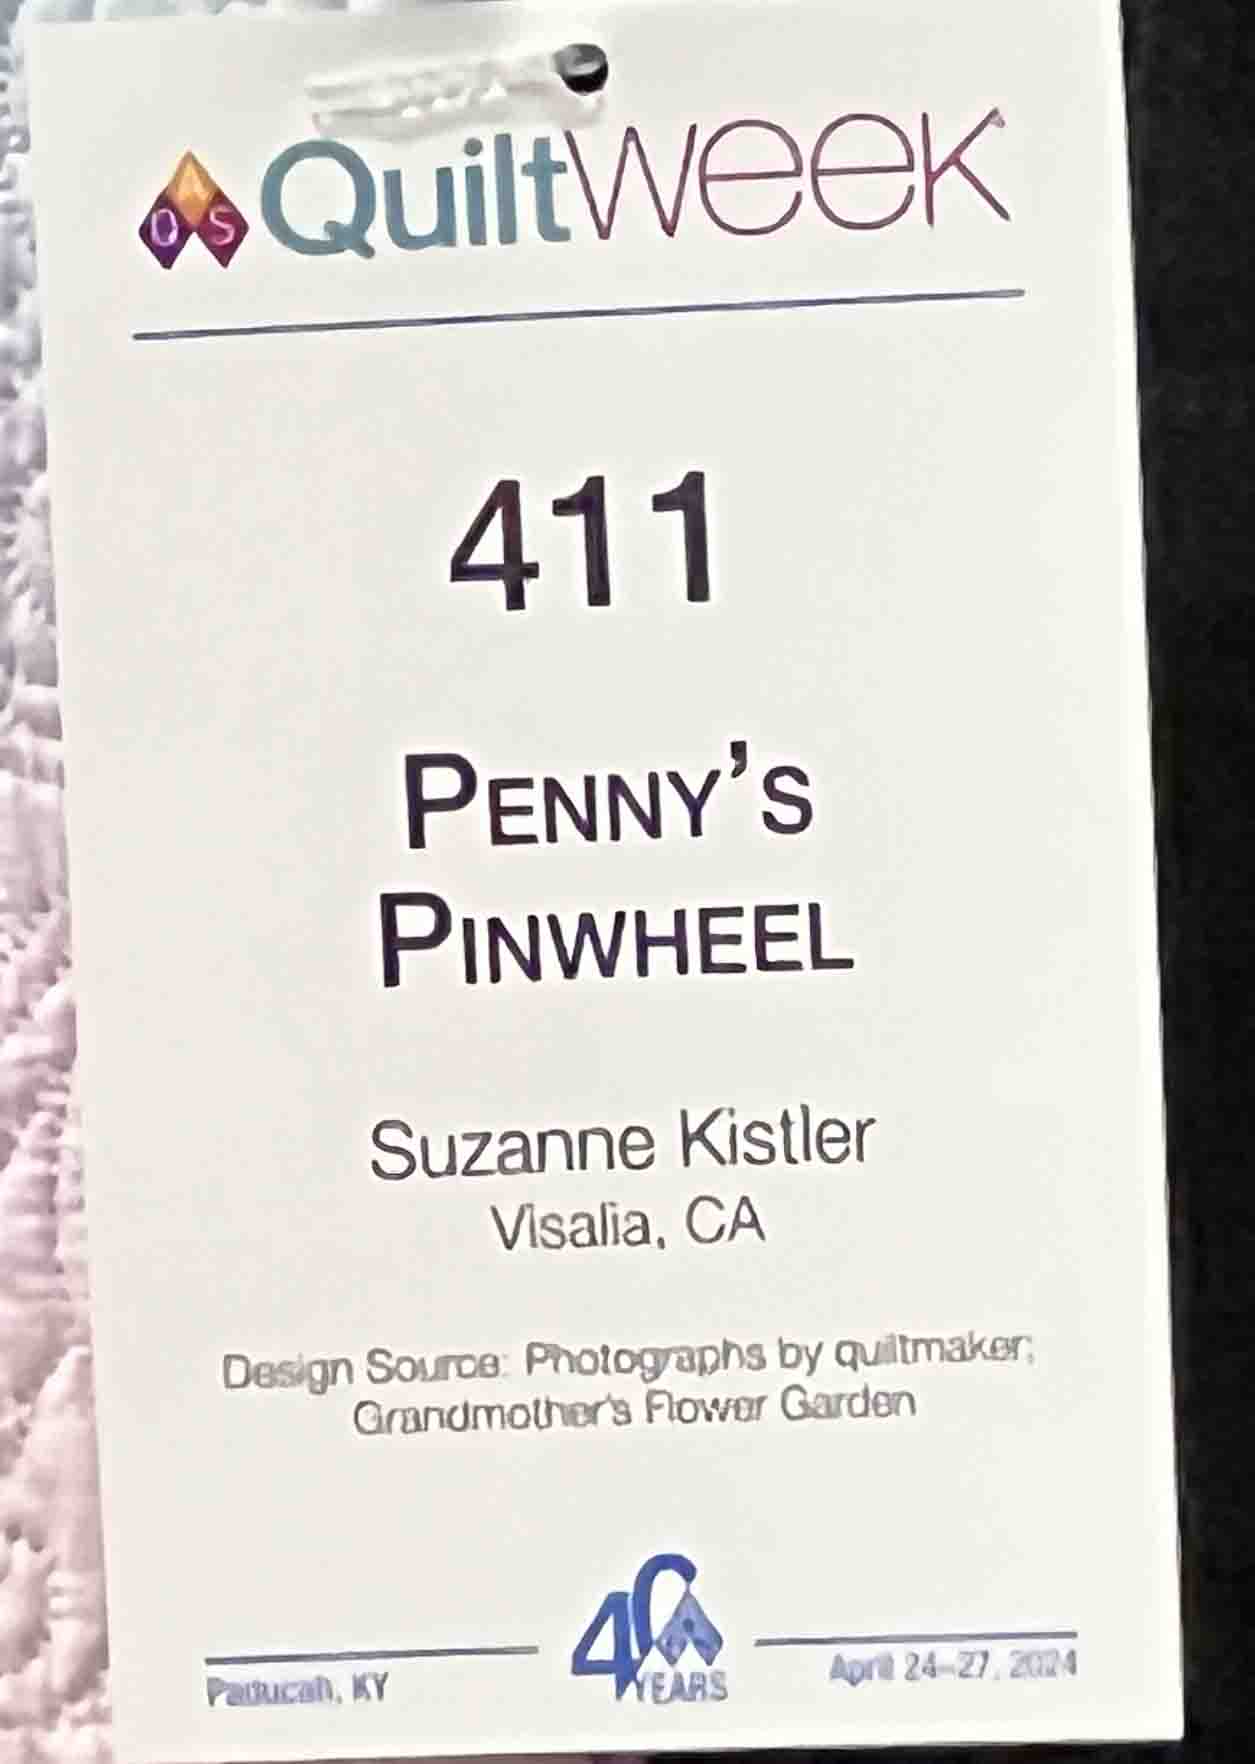 AQS QuiltWeek
411
PENNY'S
PINWHEEL
Suzanne Kistler
Visalia, CA
Design Source: Photographs by quiltmaker;
Grandmother's Flower Garden
40
YEARS
Paducah, KY
April 24–27, 2024